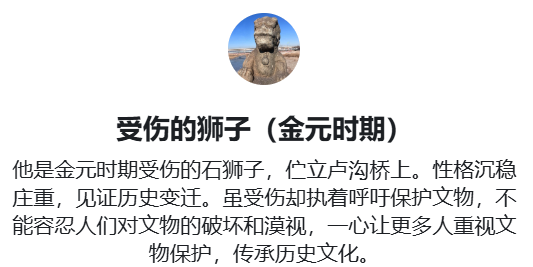 受伤的狮子（金元时期）
他是金元时期受伤的石狮子，伫立卢沟桥上。性格沉稳
庄重，见证历史变迁。虽受伤却执着呼吁保护文物，不
能容忍人们对文物的破坏和漠视，一心让更多人重视文
物保护，传承历史文化。